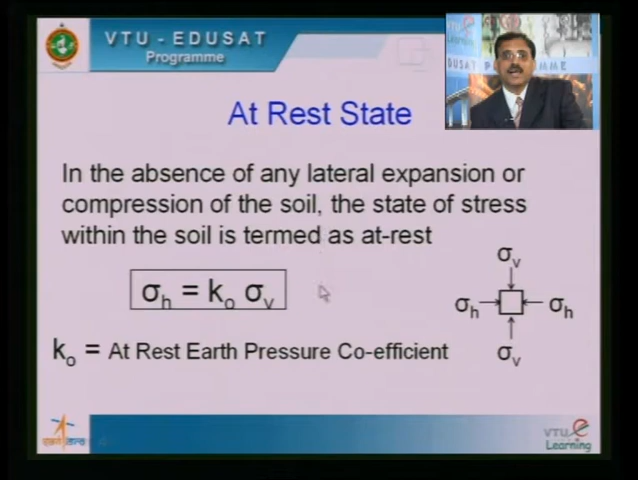 VTU - EDUSAT
Programme
At Rest State
In the absence of any lateral expansion or
compression of the soil, the state of stress
within the soil is termed as at-rest
σh = ko σv
σv
σh
σh
σv
ko = At Rest Earth Pressure Co-efficient
VTU e
Learning